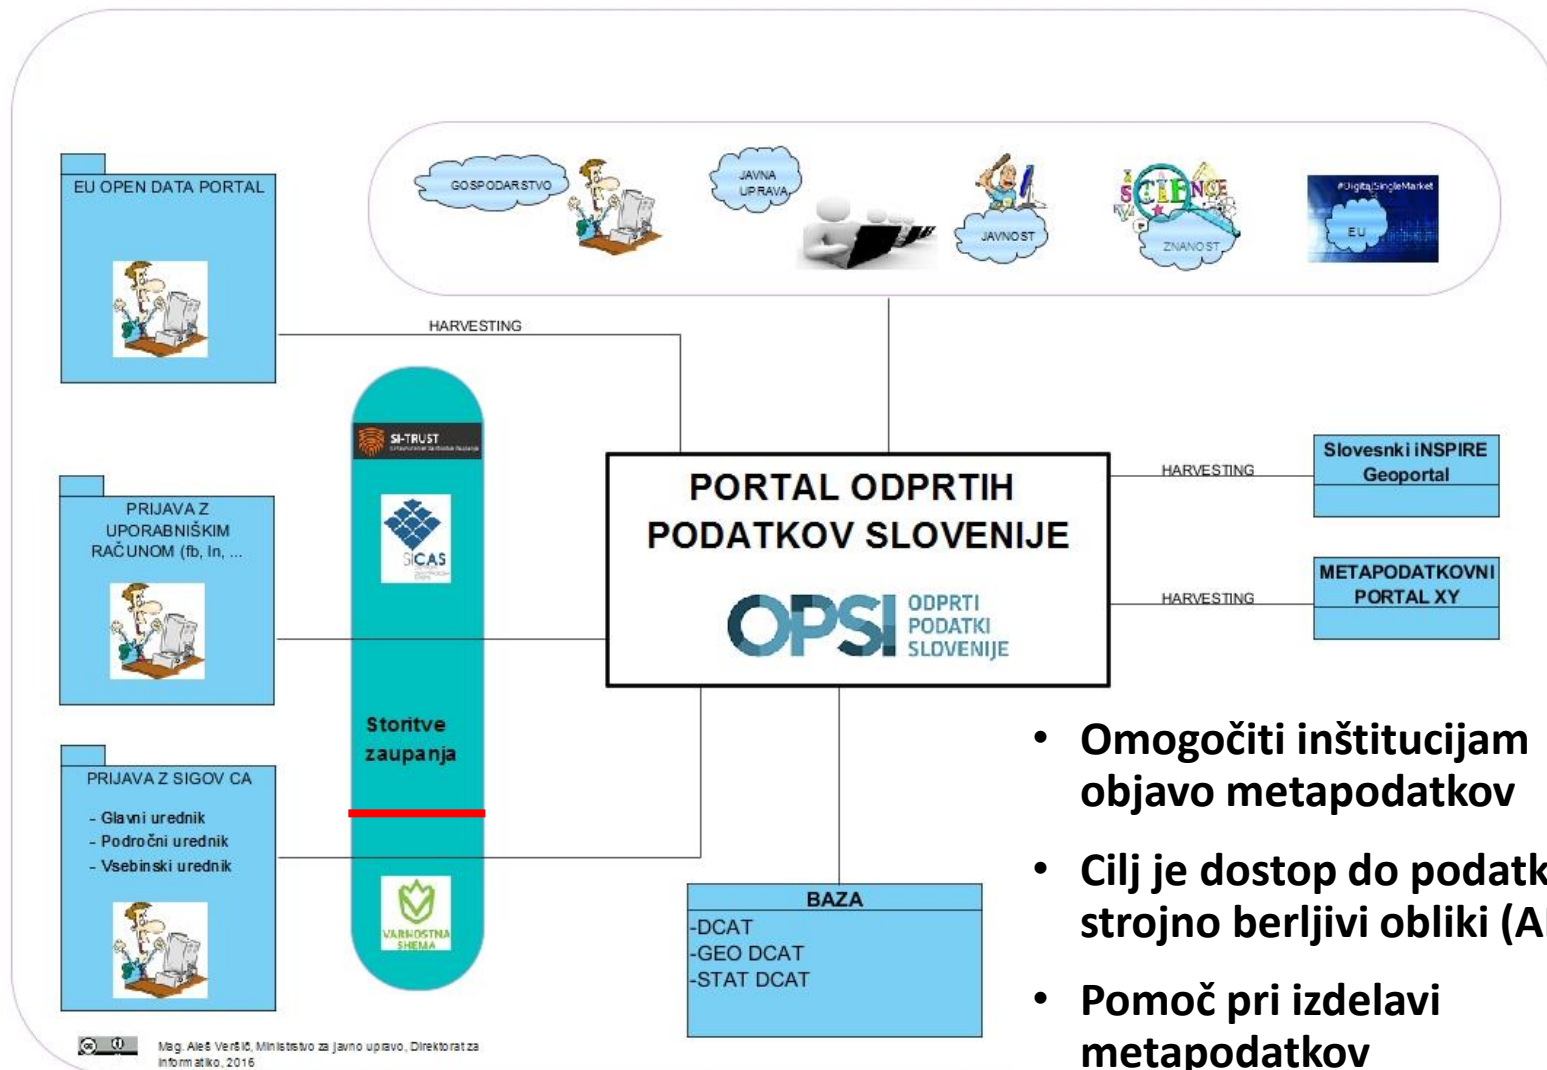 EU OPEN DATA PORTAL
GOSPODARSTVO
JAVNA
UPRAVA
JAVNOST
SCIENCE
ZNANOST
#DigitalSingleMarket
EU
HARVESTING
SI-TRUST
SICAS
PRIJAVA Z
UPORABNIŠKIM
RAČUNOM (fb, In, ...
PORTAL ODPRTIH
PODATKOV SLOVENIJE
OPSI
ODPRTI
PODATKI
SLOVENIJE
HARVESTING
Slovesnki iNSPIRE
Geoportal
HARVESTING
METAPODATKOVNI
PORTAL XY
Storitve
zaupanja
PRIJAVA Z SIGOV CA
- Glavni urednik
- Področni urednik
- Vsebinski urednik
VARNOSTNA
SHEMA
BAZA
-DCAT
-GEO DCAT
-STAT DCAT
• Omogočiti inštitucijam
objavo metapodatkov
• Cilj je dostop do podatk
strojno berljivi obliki (A
• Pomoč pri izdelavi
metapodatkov
cc
Mag. Aleš Veršič, Ministrstvo za javno upravo, Direktorat za
informatiko, 2016